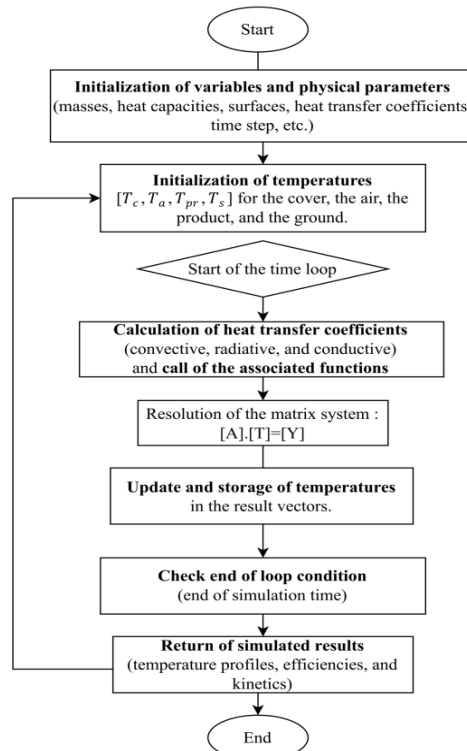 Start
Initialization of variables and physical parameters
(masses, heat capacities, surfaces, heat transfer coefficients
time step, etc.)
Initialization of temperatures
[T_c, T_a, T_pr, T_s] for the cover, the air, the
product, and the ground.
Start of the time loop
Calculation of heat transfer coefficients
(convective, radiative, and conductive)
and call of the associated functions
Resolution of the matrix system :
[A].[T]=[Y]
Update and storage of temperatures
in the result vectors.
Check end of loop condition
(end of simulation time)
Return of simulated results
(temperature profiles, efficiencies, and
kinetics)
End